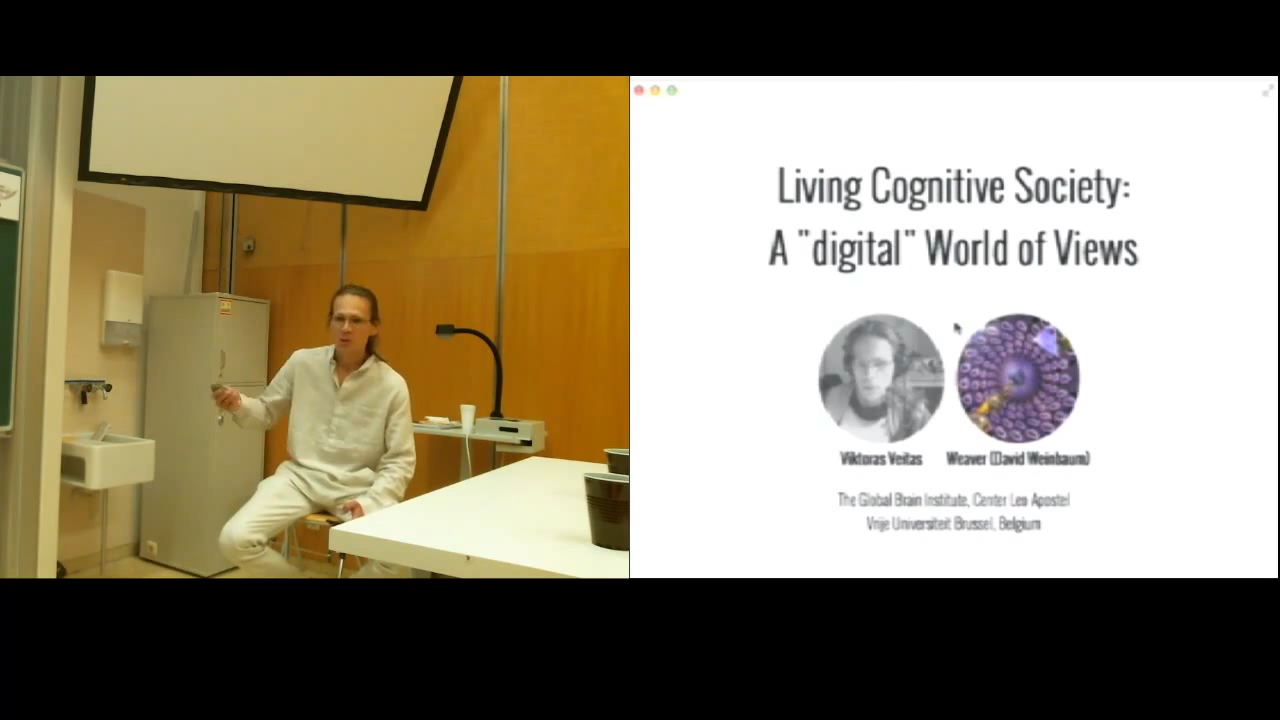 Living Cognitive Society:
A "digital" World of Views
Viktoras Veitas
Weaver (David Weinbaum)
The Global Brain Institute, Center Leo Apostel
Vrije Universiteit Brussel, Belgium